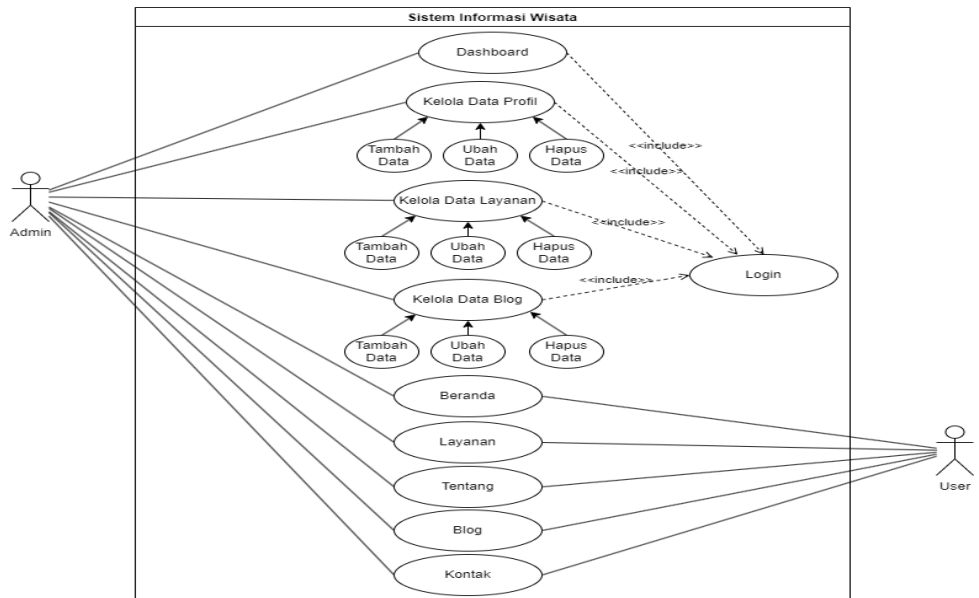 Sistem Informasi Wisata
Dashboard
Kelola Data Profil
Tambah
Data
Ubah
Data
Hapus
Data
<<include>>
<<include>>
Admin
Kelola Data Layanan
<<include>>
Tambah
Data
Ubah
Data
Hapus
Data
Login
<<include>>
Kelola Data Blog
Tambah
Data
Ubah
Data
Hapus
Data
Beranda
Layanan
Tentang
User
Blog
Kontak